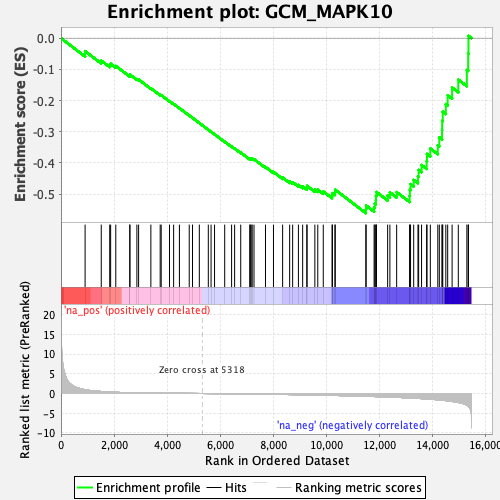 Enrichment plot: GCM_MAPK10
Enrichment score (ES)
0.0
-0.1
-0.2
-0.3
-0.4
-0.5
'na_pos' (positively correlated)
Ranked list metric (PreRanked)
20
15
10
5
0
-5
-10
Zero cross at 5318
'na_neg' (negatively correlated)
0
2,000
4,000
6,000
8,000
10,000
12,000
14,000
16,000
Rank in Ordered Dataset
Enrichment profile
Hits
Ranking metric scores